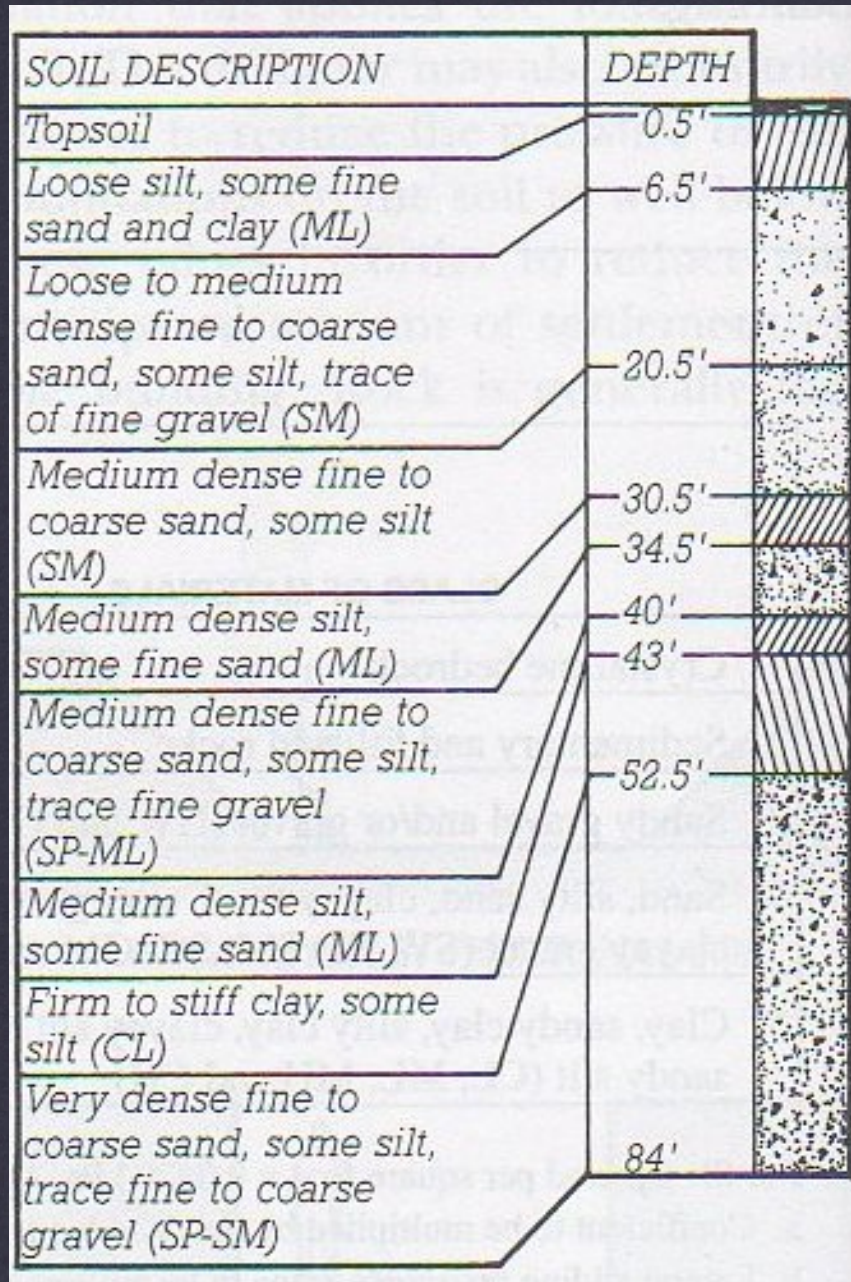 SOIL DESCRIPTION
DEPTH
Topsoil
0.5'
Loose silt, some fine
sand and clay (ML)
6.5'
Loose to medium
dense fine to coarse
sand, some silt, trace
of fine gravel (SM)
20.5'
Medium dense fine to
coarse sand, some silt
(SM)
30.5'
Medium dense silt,
some fine sand (ML)
34.5'
Medium dense fine to
coarse sand, some silt,
trace fine gravel
(SP-ML)
40'
Medium dense silt,
some fine sand (ML)
43'
Firm to stiff clay, some
silt (CL)
52.5'
Very dense fine to
coarse sand, some silt,
trace fine to coarse
gravel (SP-SM)
84'